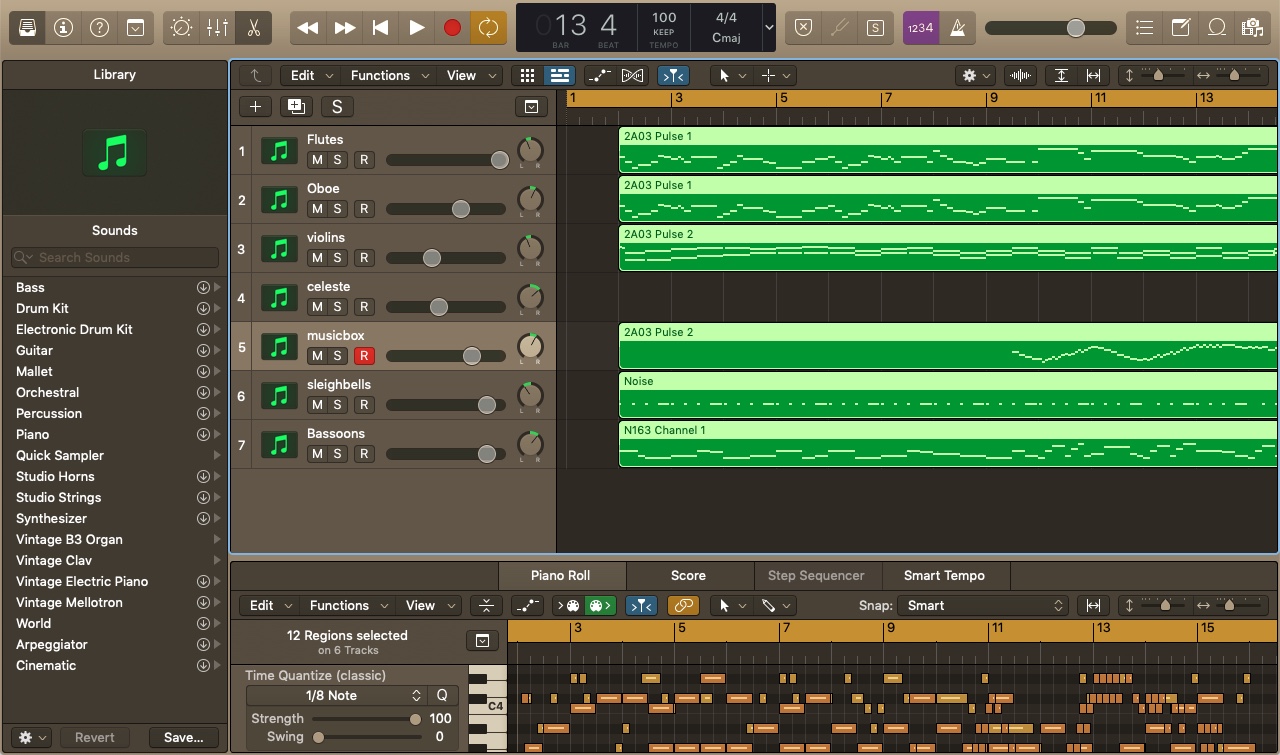 13 4
BAR BEAT
100
KEEP
TEMPO
4/4
Cmaj
S
1234
Library
Sounds
Search Sounds
Bass
Drum Kit
Electronic Drum Kit
Guitar
Mallet
Orchestral
Percussion
Piano
Quick Sampler
Studio Horns
Studio Strings
Synthesizer
Vintage B3 Organ
Vintage Clav
Vintage Electric Piano
Vintage Mellotron
World
Arpeggiator
Cinematic
Revert Save...
Edit Functions View
S
1 3 5 7 9 11 13
1 Flutes
M S R
L R
2A03 Pulse 1
2 Oboe
M S R
L R
2A03 Pulse 1
3 violins
M S R
L R
2A03 Pulse 2
4 celeste
M S R
L R
5 musicbox
M S R
L R
2A03 Pulse 2
6 sleighbells
M S R
L R
Noise
7 Bassoons
M S R
L R
N163 Channel 1
Piano Roll Score Step Sequencer Smart Tempo
Edit Functions View Snap: Smart
12 Regions selected
on 6 Tracks
3 5 7 9 11 13 15
Time Quantize (classic)
1/8 Note Q
Strength 100
Swing 0
C4